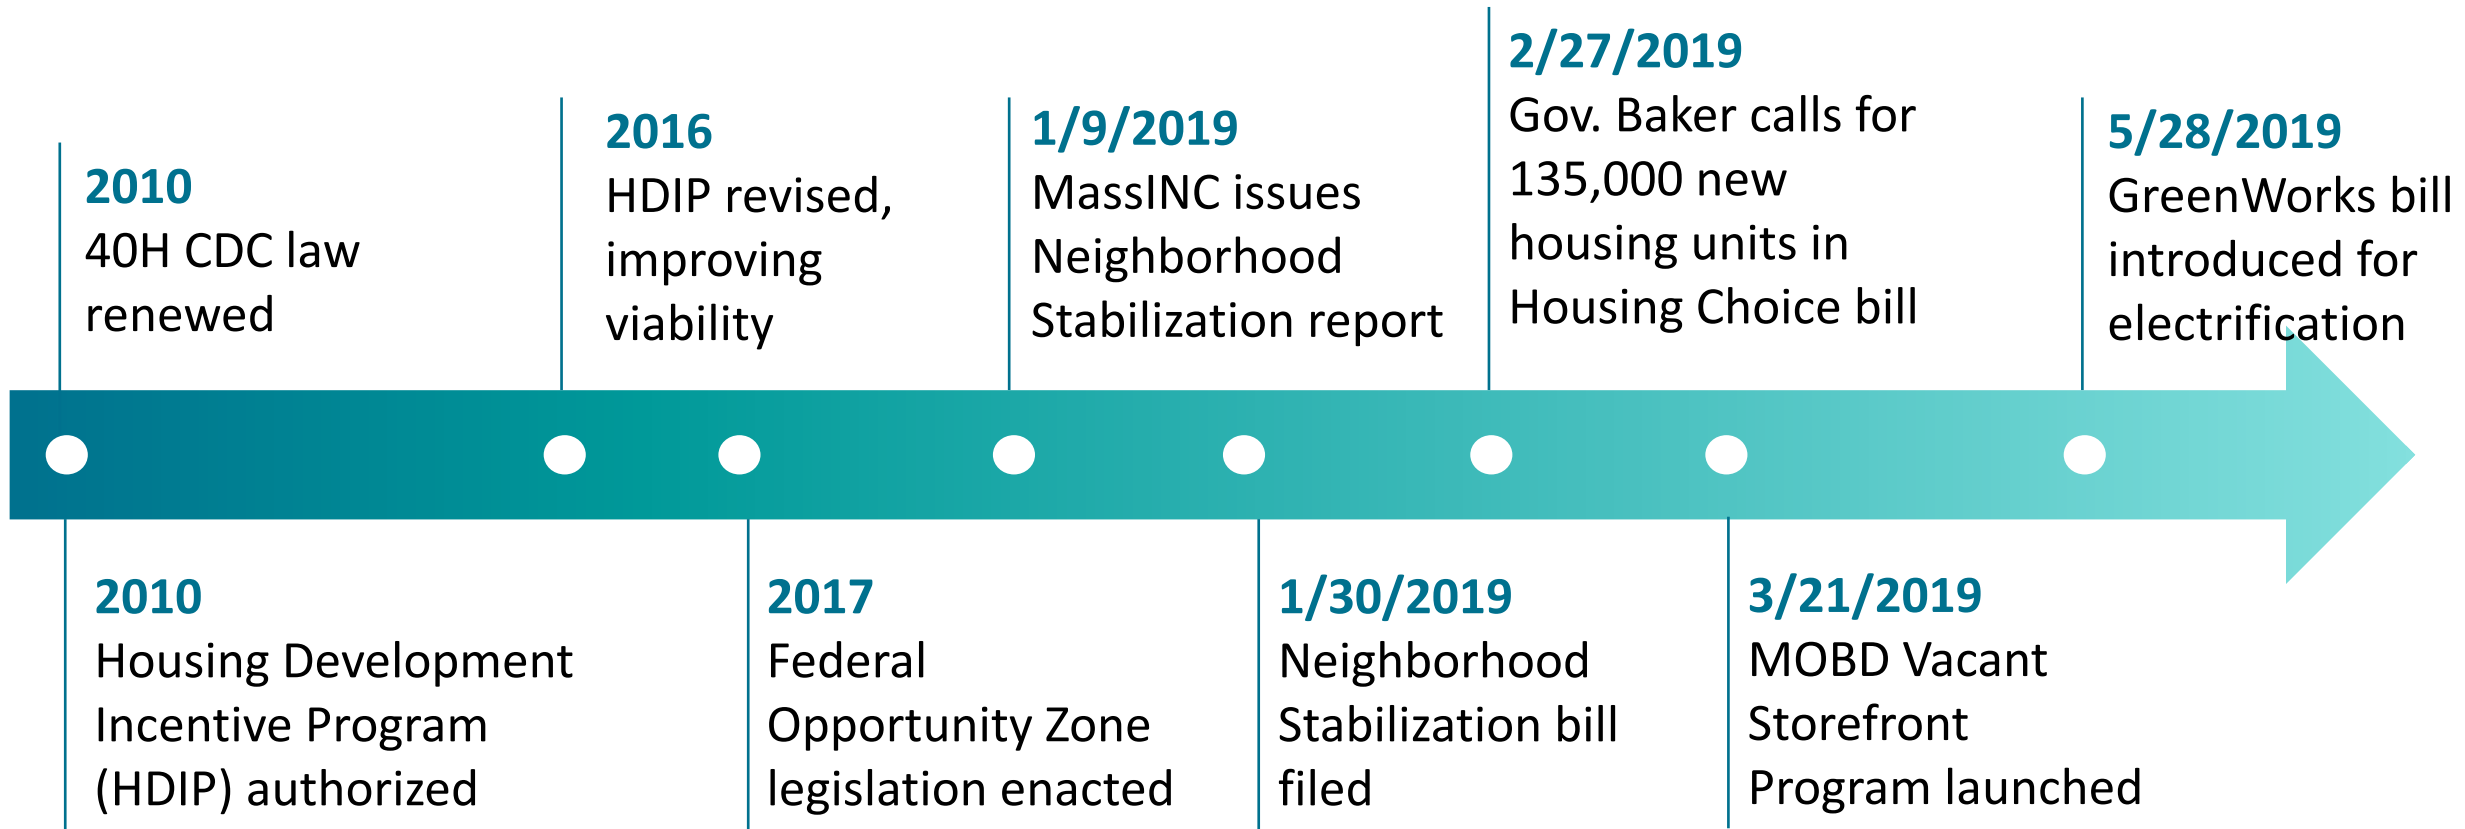 2010
40H CDC law
renewed
2016
HDIP revised,
improving
viability
1/9/2019
MassINC issues
Neighborhood
Stabilization report
2/27/2019
Gov. Baker calls for
135,000 new
housing units in
Housing Choice bill
5/28/2019
GreenWorks bill
introduced for
electrification
2010
Housing Development
Incentive Program
(HDIP) authorized
2017
Federal
Opportunity Zone
legislation enacted
1/30/2019
Neighborhood
Stabilization bill
filed
3/21/2019
MOBD Vacant
Storefront
Program launched